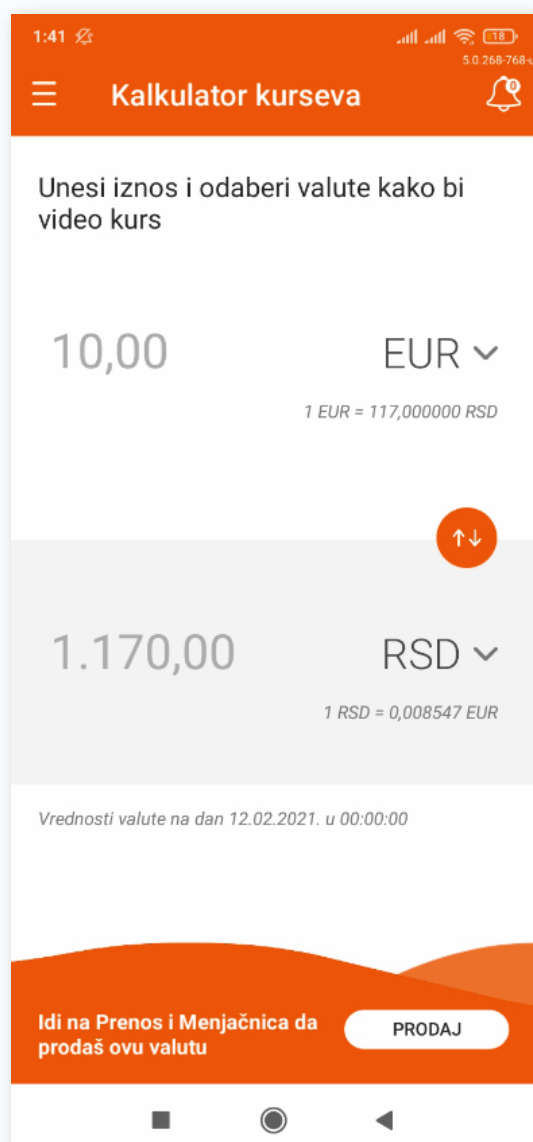 1:41
18
5.0.268-768-u
Kalkulator kurseva
0
Unesi iznos i odaberi valute kako bi
video kurs
10,00 EUR
1 EUR = 117,000000 RSD
1.170,00 RSD
1 RSD = 0,008547 EUR
Vrednosti valute na dan 12.02.2021. u 00:00:00
Idi na Prenos i Menjačnica da
prodaš ovu valutu
PRODAJ